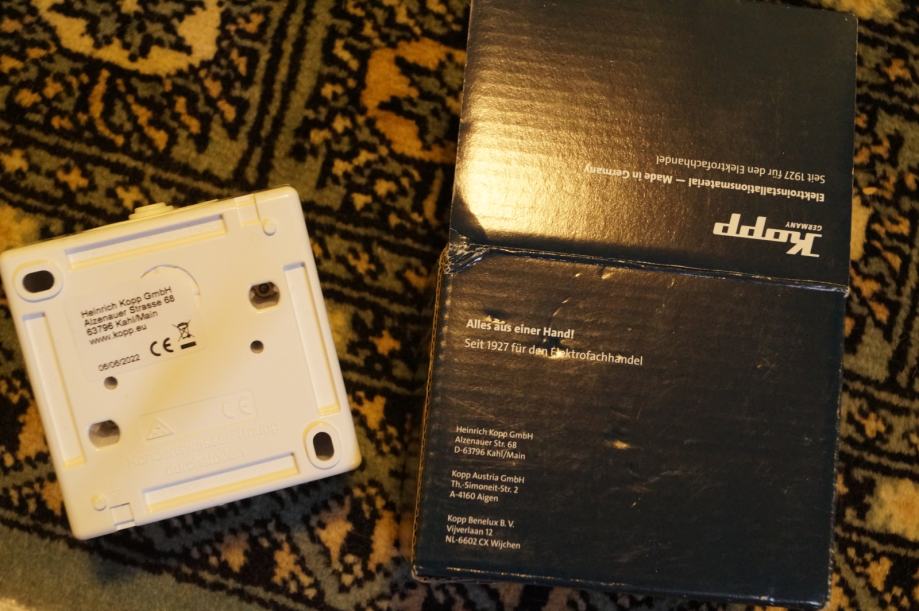 Heinrich Kopp GmbH
Alzenauer Strasse 68
63796 Kahl/Main
www.kopp.eu
06/06/2022
CE
CE
Kopp
GERMANY
Elektroinstallationsmaterial — Made in Germany
Seit 1927 für den Elektrofachhandel
Alles aus einer Hand!
Seit 1927 für den Elektrofachhandel
Heinrich Kopp GmbH
Alzenauer Str. 68
D-63796 Kahl/Main
Kopp Austria GmbH
Th.-Simoneit-Str. 2
A-4160 Aigen
Kopp Benelux B. V.
Vijverlaan 12
NL-6602 CX Wijchen